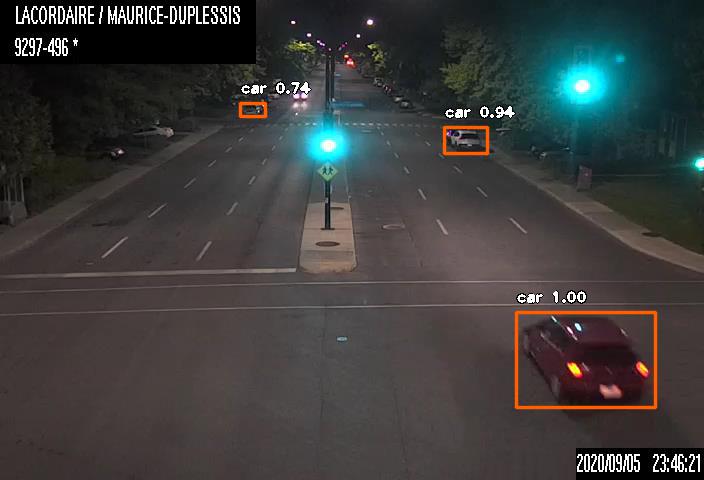 LACORDAIRE / MAURICE-DUPLESSIS
9297-496 *
car 0.74
car 0.94
car 1.00
2020/09/05 23:46:21